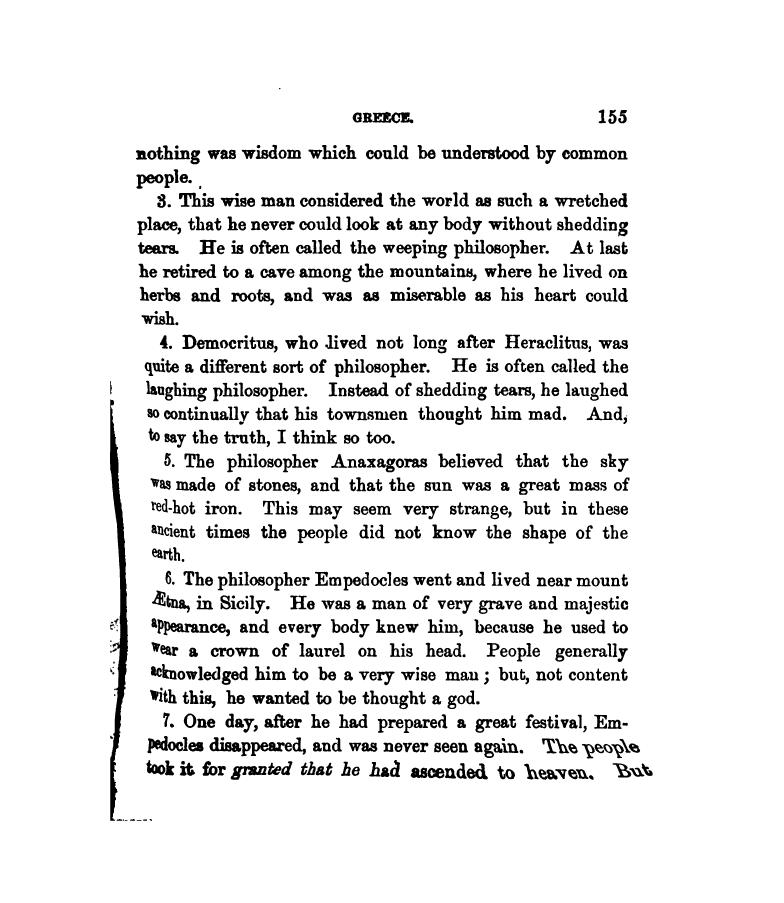 GREECE. 155
nothing was wisdom which could be understood by common
people.
3. This wise man considered the world as such a wretched
place, that he never could look at any body without shedding
tears. He is often called the weeping philosopher. At last
he retired to a cave among the mountains, where he lived on
herbs and roots, and was as miserable as his heart could
wish.
4. Democritus, who lived not long after Heraclitus, was
quite a different sort of philosopher. He is often called the
laughing philosopher. Instead of shedding tears, he laughed
so continually that his townsmen thought him mad. And,
to say the truth, I think so too.
5. The philosopher Anaxagoras believed that the sky
was made of stones, and that the sun was a great mass of
red-hot iron. This may seem very strange, but in these
ancient times the people did not know the shape of the
earth.
6. The philosopher Empedocles went and lived near mount
Ætna, in Sicily. He was a man of very grave and majestic
appearance, and every body knew him, because he used to
wear a crown of laurel on his head. People generally
acknowledged him to be a very wise man; but, not content
with this, he wanted to be thought a god.
7. One day, after he had prepared a great festival, Em-
pedocles disappeared, and was never seen again. The people
took it for granted that he had ascended to heaven. But